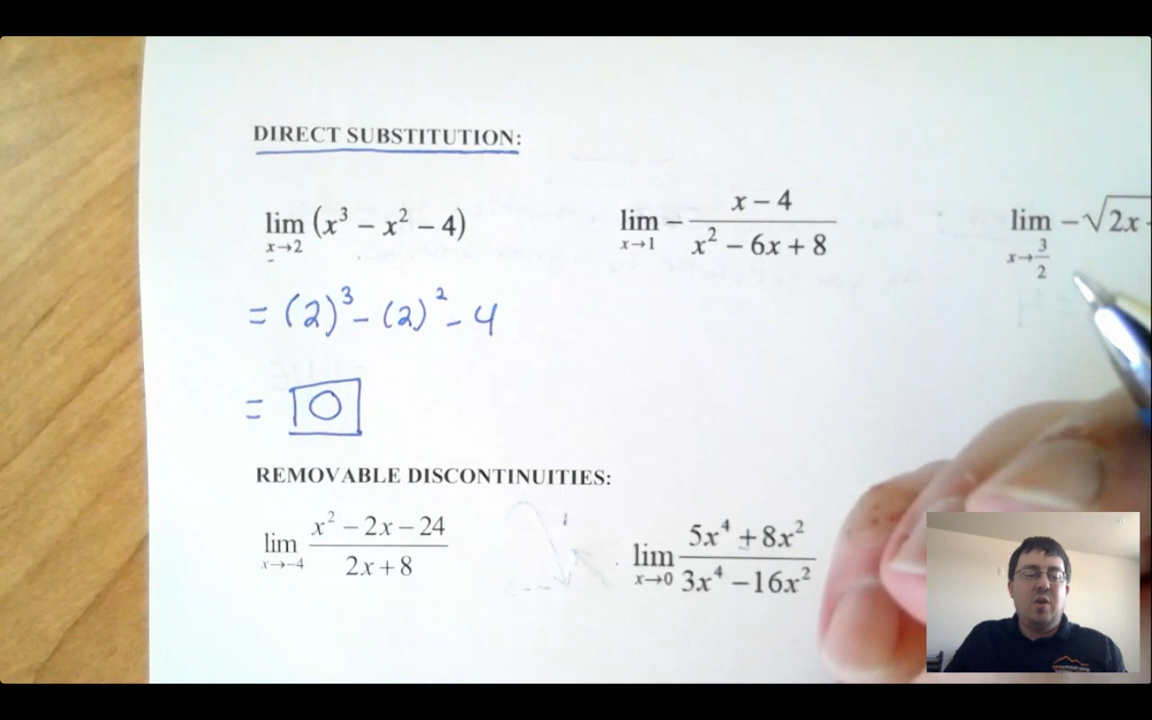 DIRECT SUBSTITUTION:
lim x→2 (x³ − x² − 4)
= (2)³ − (2)² − 4
= 0
lim x→1 − (x − 4)/(x² − 6x + 8)
lim x→3/2 −√2x
REMOVABLE DISCONTINUITIES:
lim x→−4 (x² − 2x − 24)/(2x + 8)
lim x→0 (5x⁴ + 8x²)/(3x⁴ − 16x²)